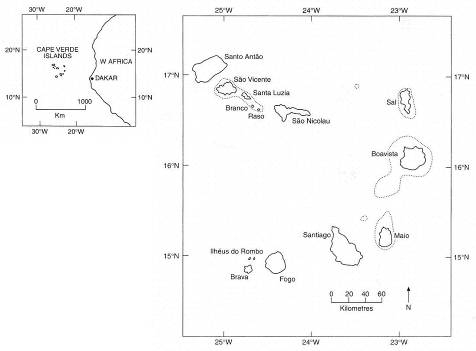 30°W 20°W
20°N 20°N
CAPE VERDE
ISLANDS
W AFRICA
DAKAR
10°N 10°N
0 1000
Km
30°W 20°W
25°W 24°W 23°W
Santo Antão
17°N 17°N
São Vicente
Santa Luzia
Branco
Raso
São Nicolau
Sal
16°N 16°N
Boavista
Santiago
Maio
15°N 15°N
Ilhéus do Rombo
Brava
Fogo
0 20 40 60
Kilometres
N
25°W 24°W 23°W